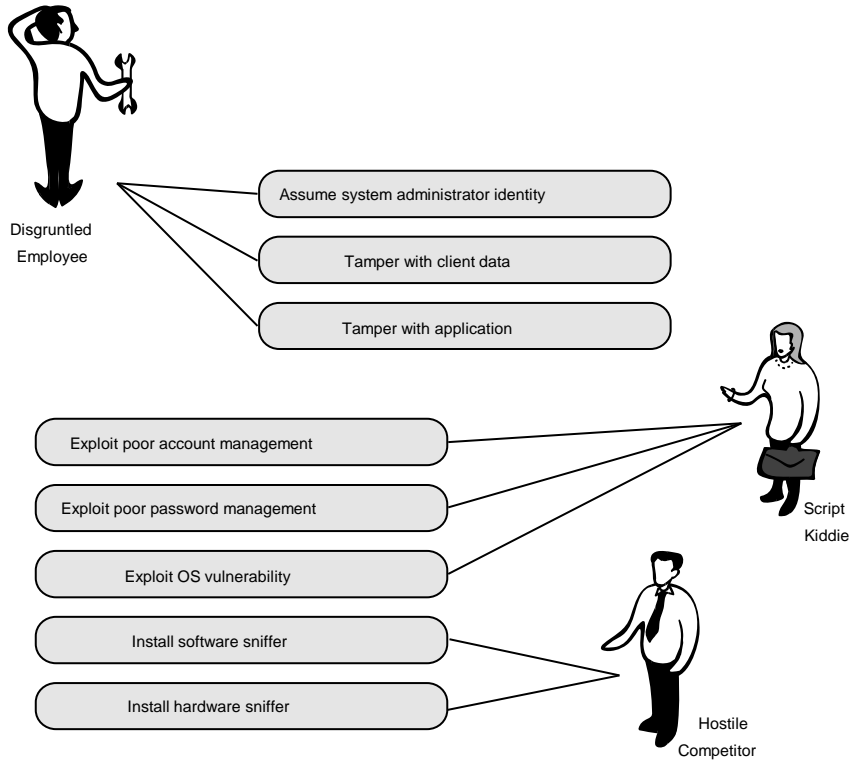 Assume system administrator identity
Disgruntled
Employee
Tamper with client data
Tamper with application
Exploit poor account management
Exploit poor password management
Script
Kiddie
Exploit OS vulnerability
Install software sniffer
Install hardware sniffer
Hostile
Competitor